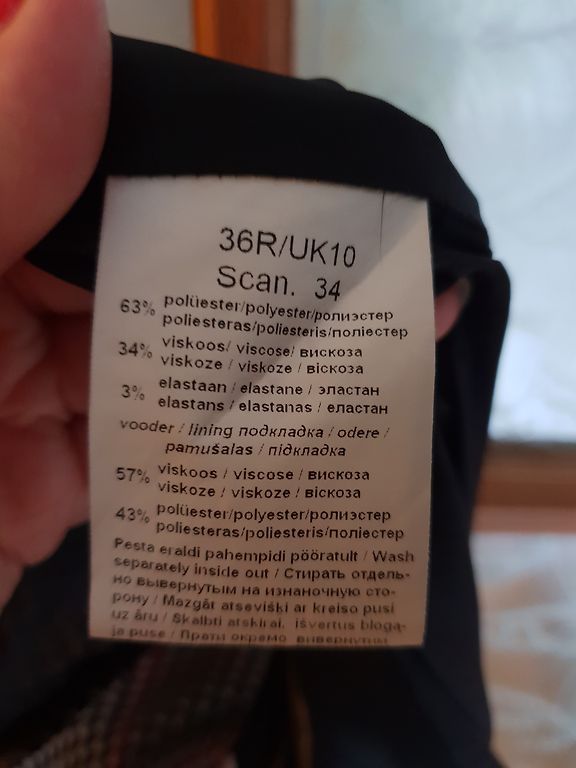 36R/UK10
Scan. 34
63% polüester/polyester/polиэстер
poliesteras/poliesteris/поліестер
34% viskoos/ viscose/ вискоза
viskoze / viskoze / віскоза
3% elastaan / elastane / эластан
elastans / elastanas / еластан
vooder / lining подкладка / odere /
pamušalas / підкладка
57% viskoos / viscose / вискоза
viskoze / viskoze / віскоза
43% polüester/polyester/полиэстер
poliesteras/poliesteris/поліестер
Pesta eraldi pahempidi pööratult / Wash
separately inside out / Стирать отдель-
но вывернутым на изнаночную сто-
рону / Mazgāt atsevišķi ar kreiso pusi
uz āru / Skalbti atskirai, išvertus bloga-
ja puse / Прати окремо вивернутим